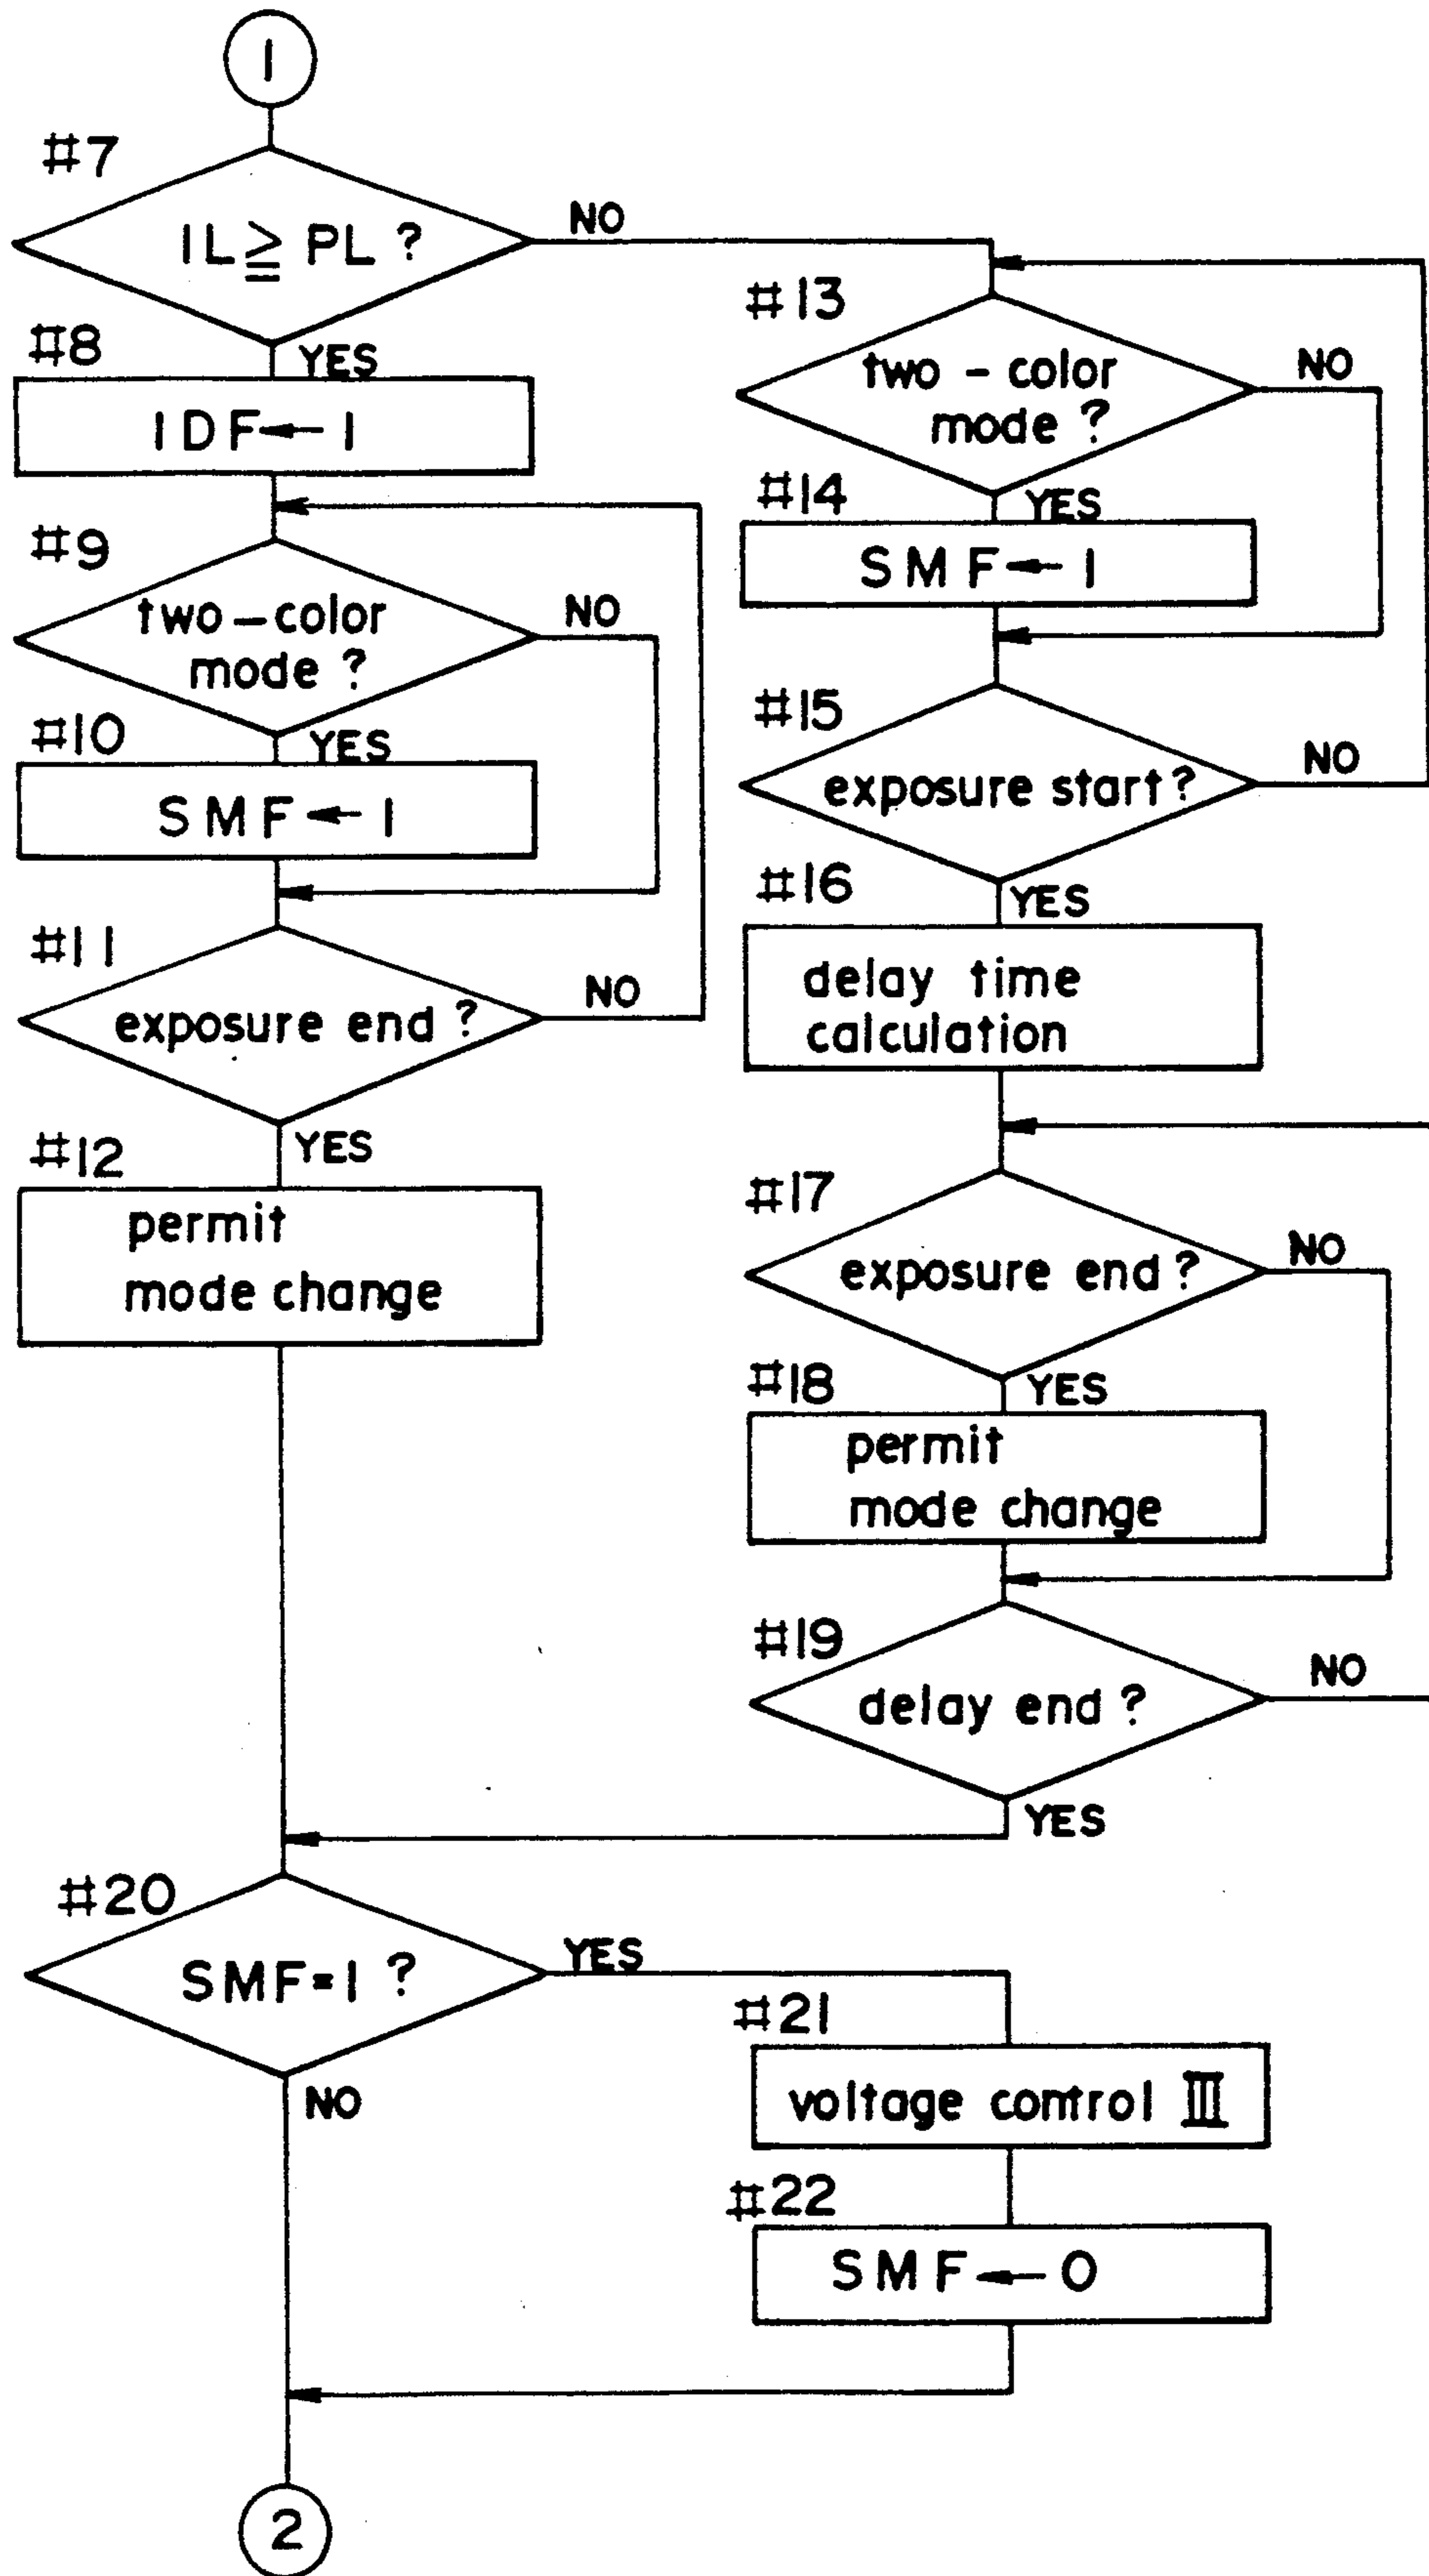 1
#7
IL ≧ PL ?
NO
YES
#8
IDF ← 1
#9
two-color
mode ?
NO
YES
#10
SMF ← 1
#11
exposure end ?
NO
YES
#12
permit
mode change
#13
two-color
mode ?
NO
YES
#14
SMF ← 1
#15
exposure start ?
NO
YES
#16
delay time
calculation
#17
exposure end ?
NO
YES
#18
permit
mode change
#19
delay end ?
NO
YES
#20
SMF=1 ?
YES
NO
#21
voltage control III
#22
SMF ← 0
2